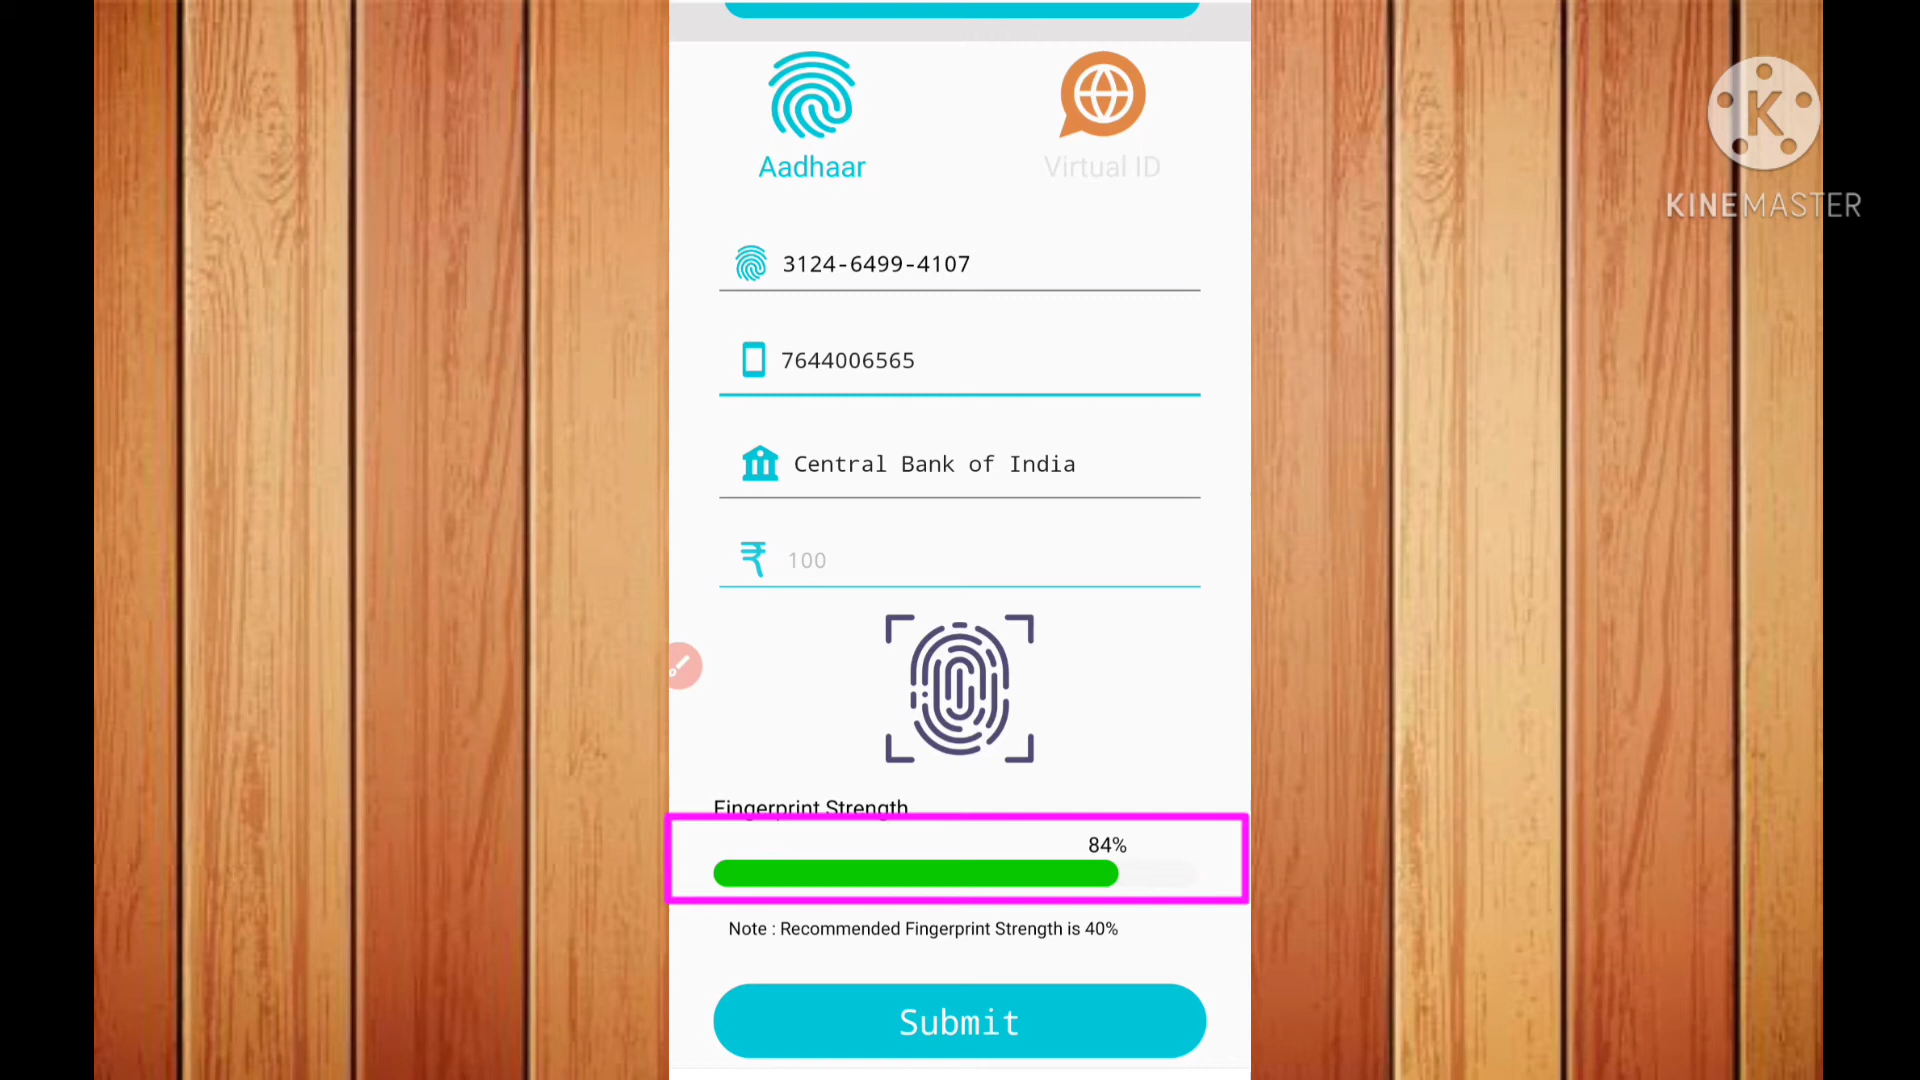 Aadhaar
Virtual ID
3124-6499-4107
7644006565
Central Bank of India
₹ 100
Fingerprint Strength
84%
Note : Recommended Fingerprint Strength is 40%
Submit
K
KINEMASTER